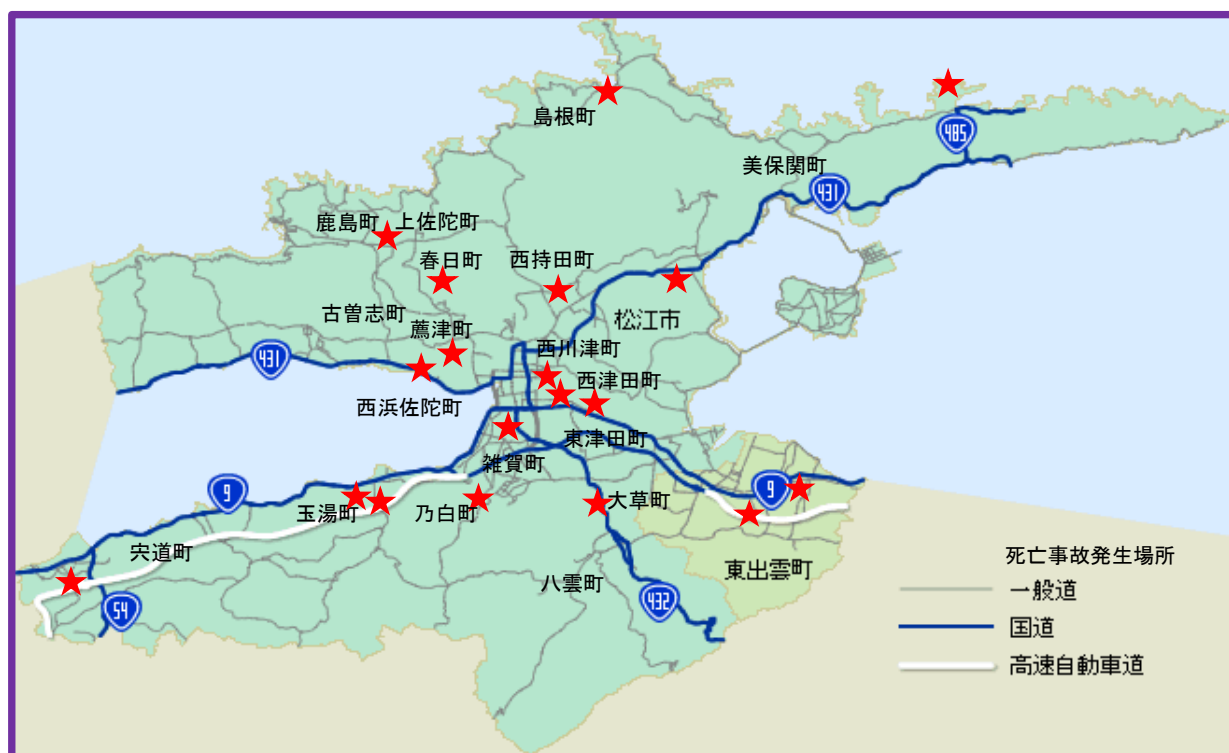 島根町
485
美保関町
431
鹿島町
上佐陀町
春日町
西持田町
古曽志町
松江市
薦津町
西川津町
431
西津田町
西浜佐陀町
東津田町
雑賀町
9
9
玉湯町
乃白町
大草町
宍道町
東出雲町
死亡事故発生場所
八雲町
一般道
54
432
国道
高速自動車道